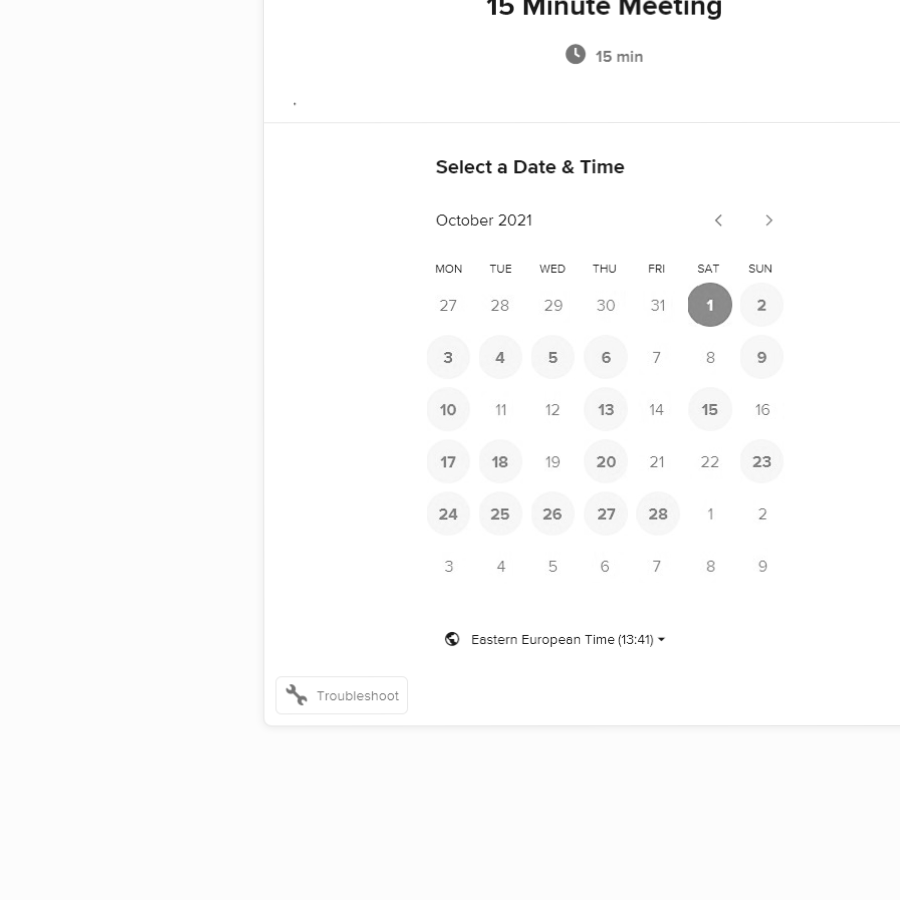 15 Minute Meeting
15 min
.
Select a Date & Time
October 2021
MON TUE WED THU FRI SAT SUN
27 28 29 30 31 1 2
3 4 5 6 7 8 9
10 11 12 13 14 15 16
17 18 19 20 21 22 23
24 25 26 27 28 1 2
3 4 5 6 7 8 9
Eastern European Time (13:41)
Troubleshoot